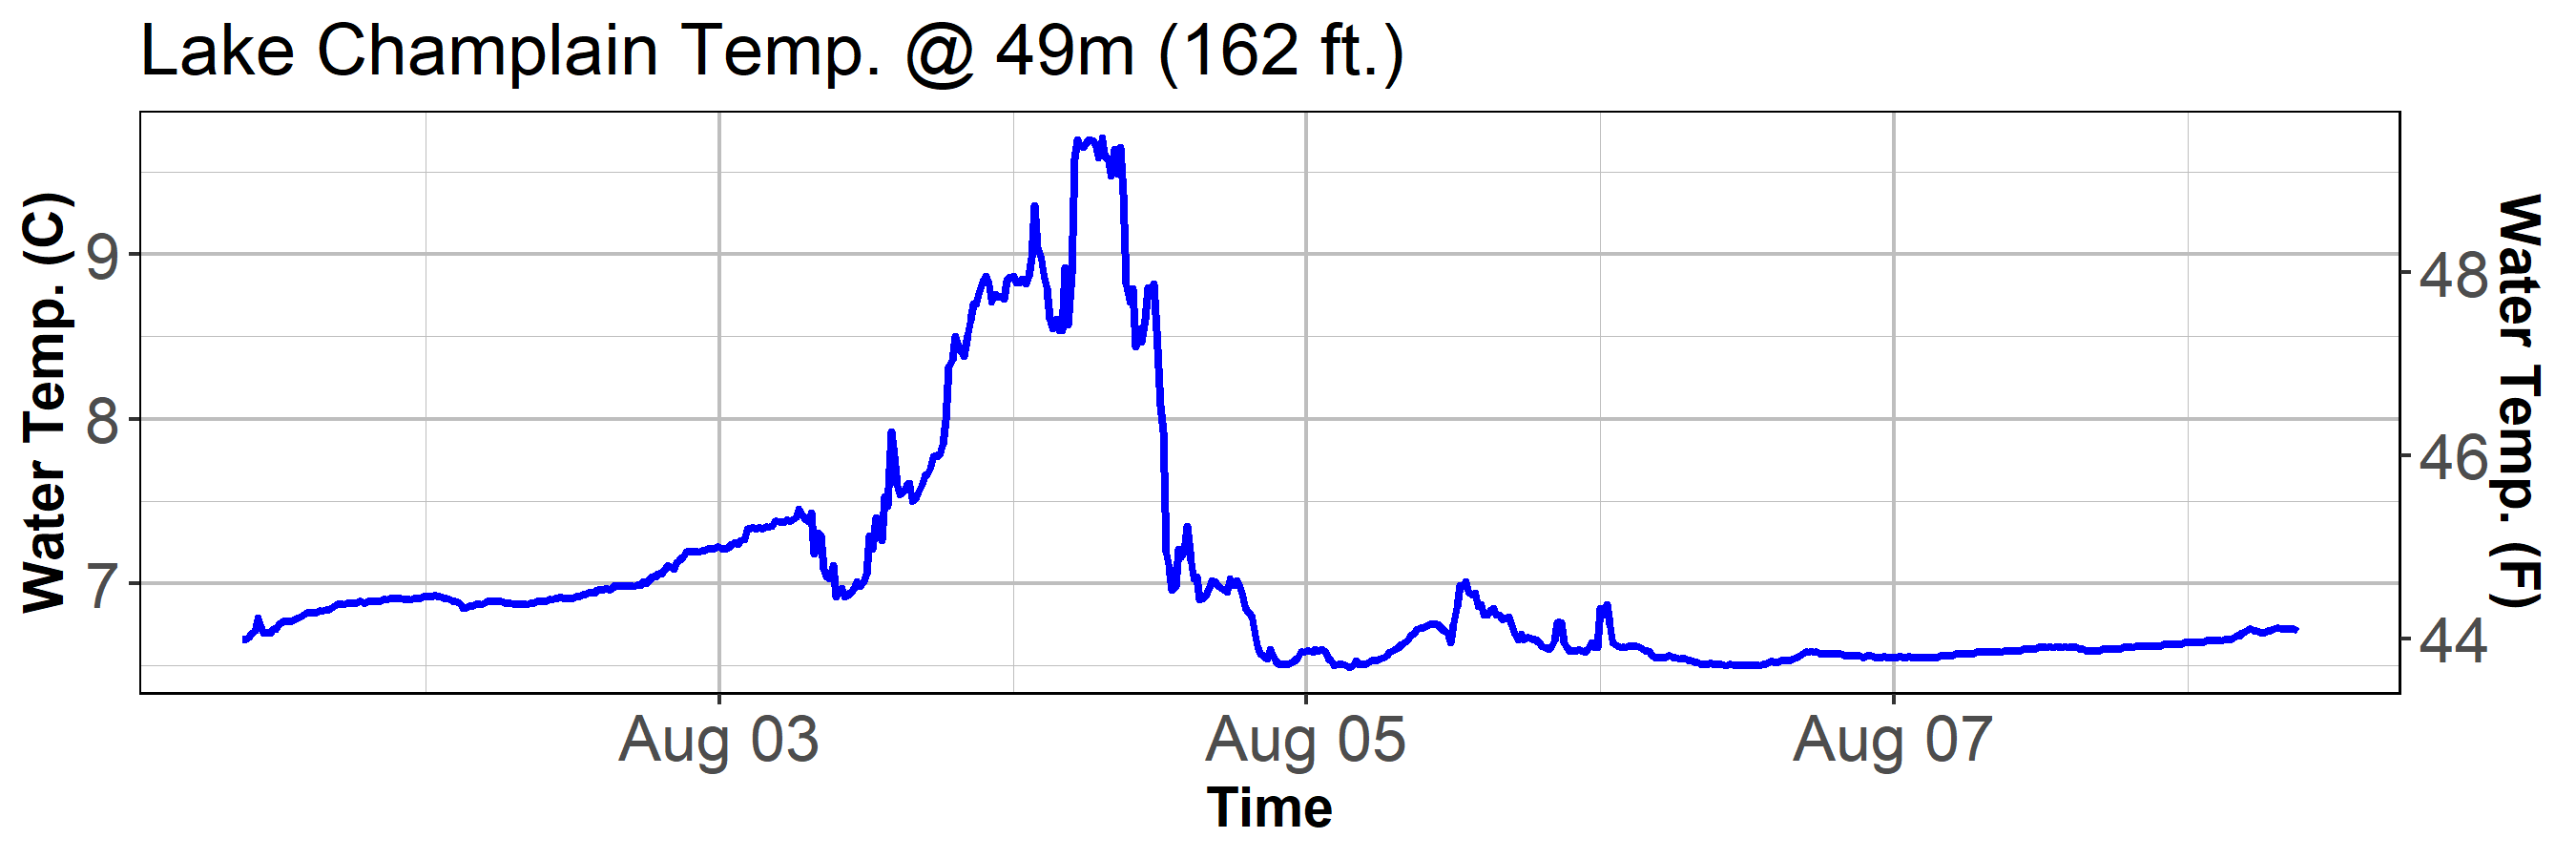 Lake Champlain Temp. @ 49m (162 ft.)
Water Temp. (C)
9
8
7
48
46
44
Water Temp. (F)
Aug 03
Aug 05
Aug 07
Time